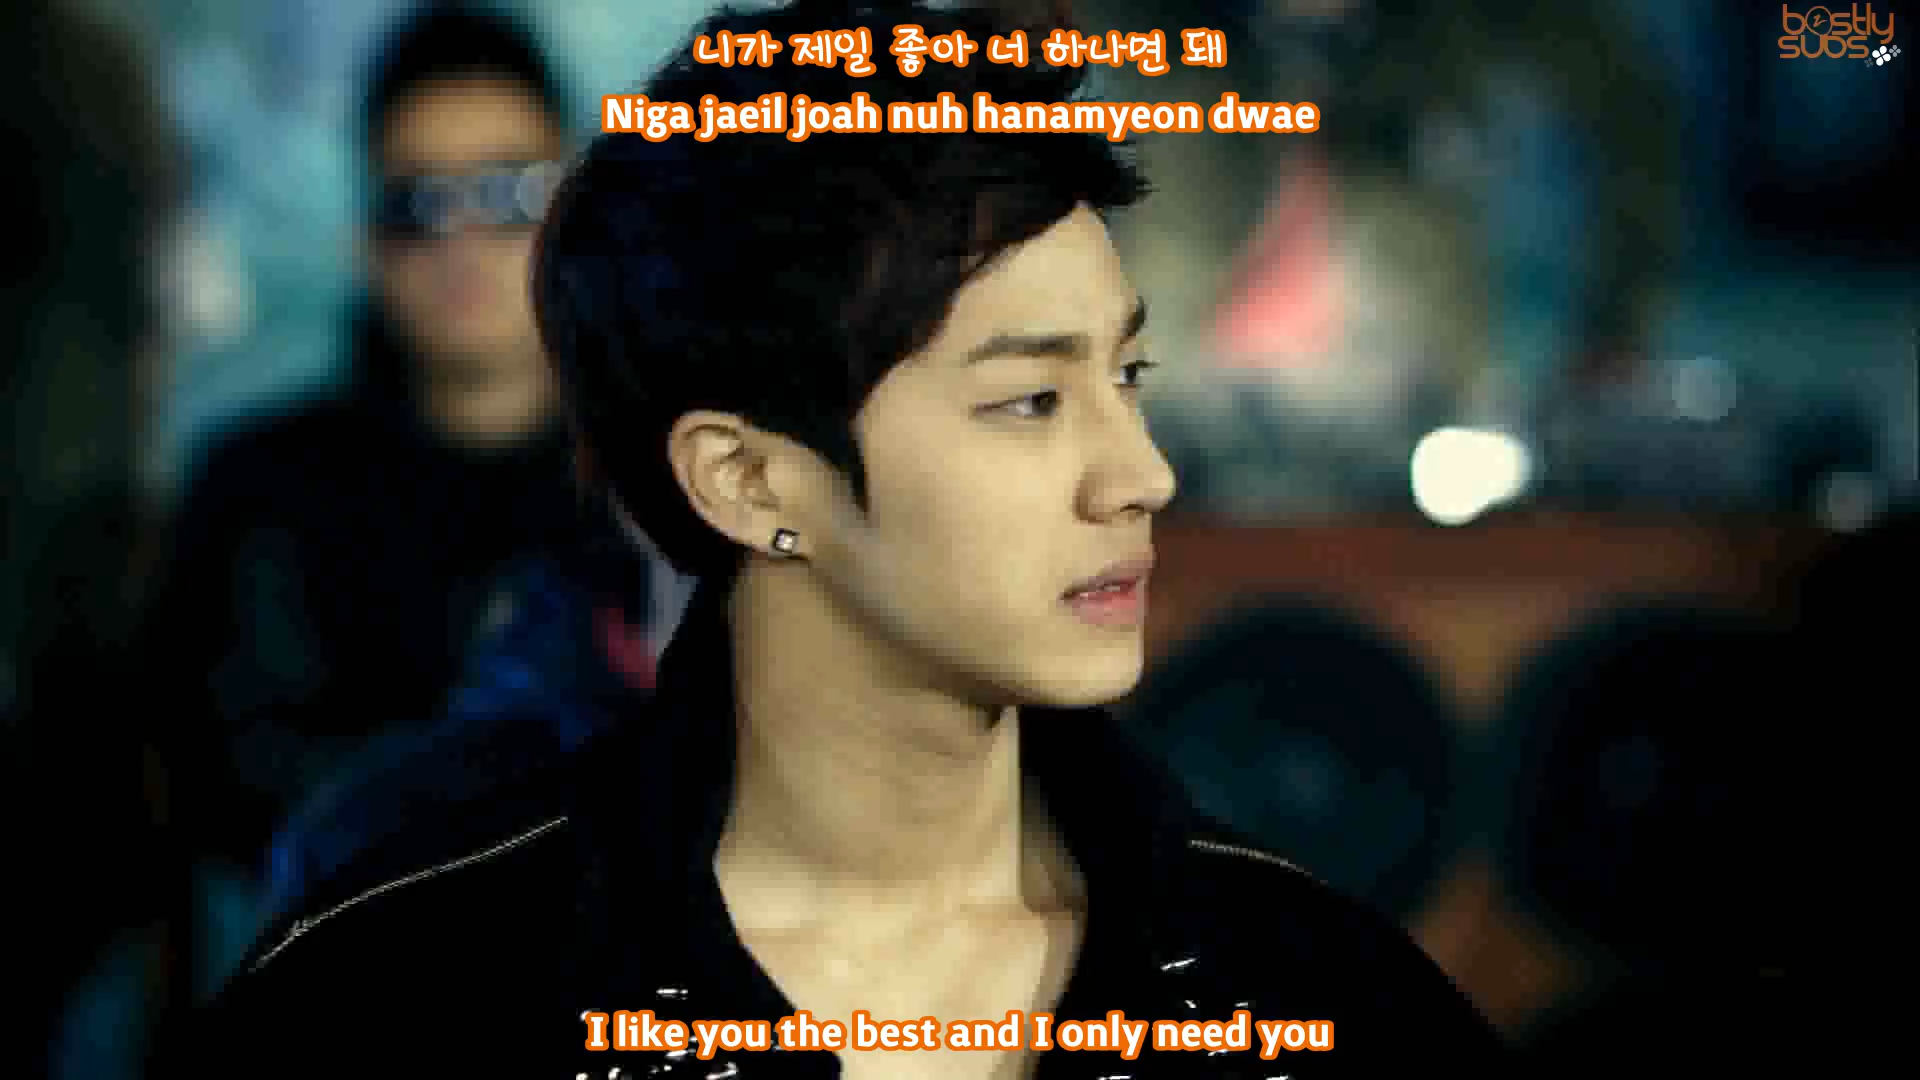 니가 제일 좋아 너 하나면 돼
b2stly
subs
Niga jaeil joah nuh hanamyeon dwae
I like you the best and I only need you